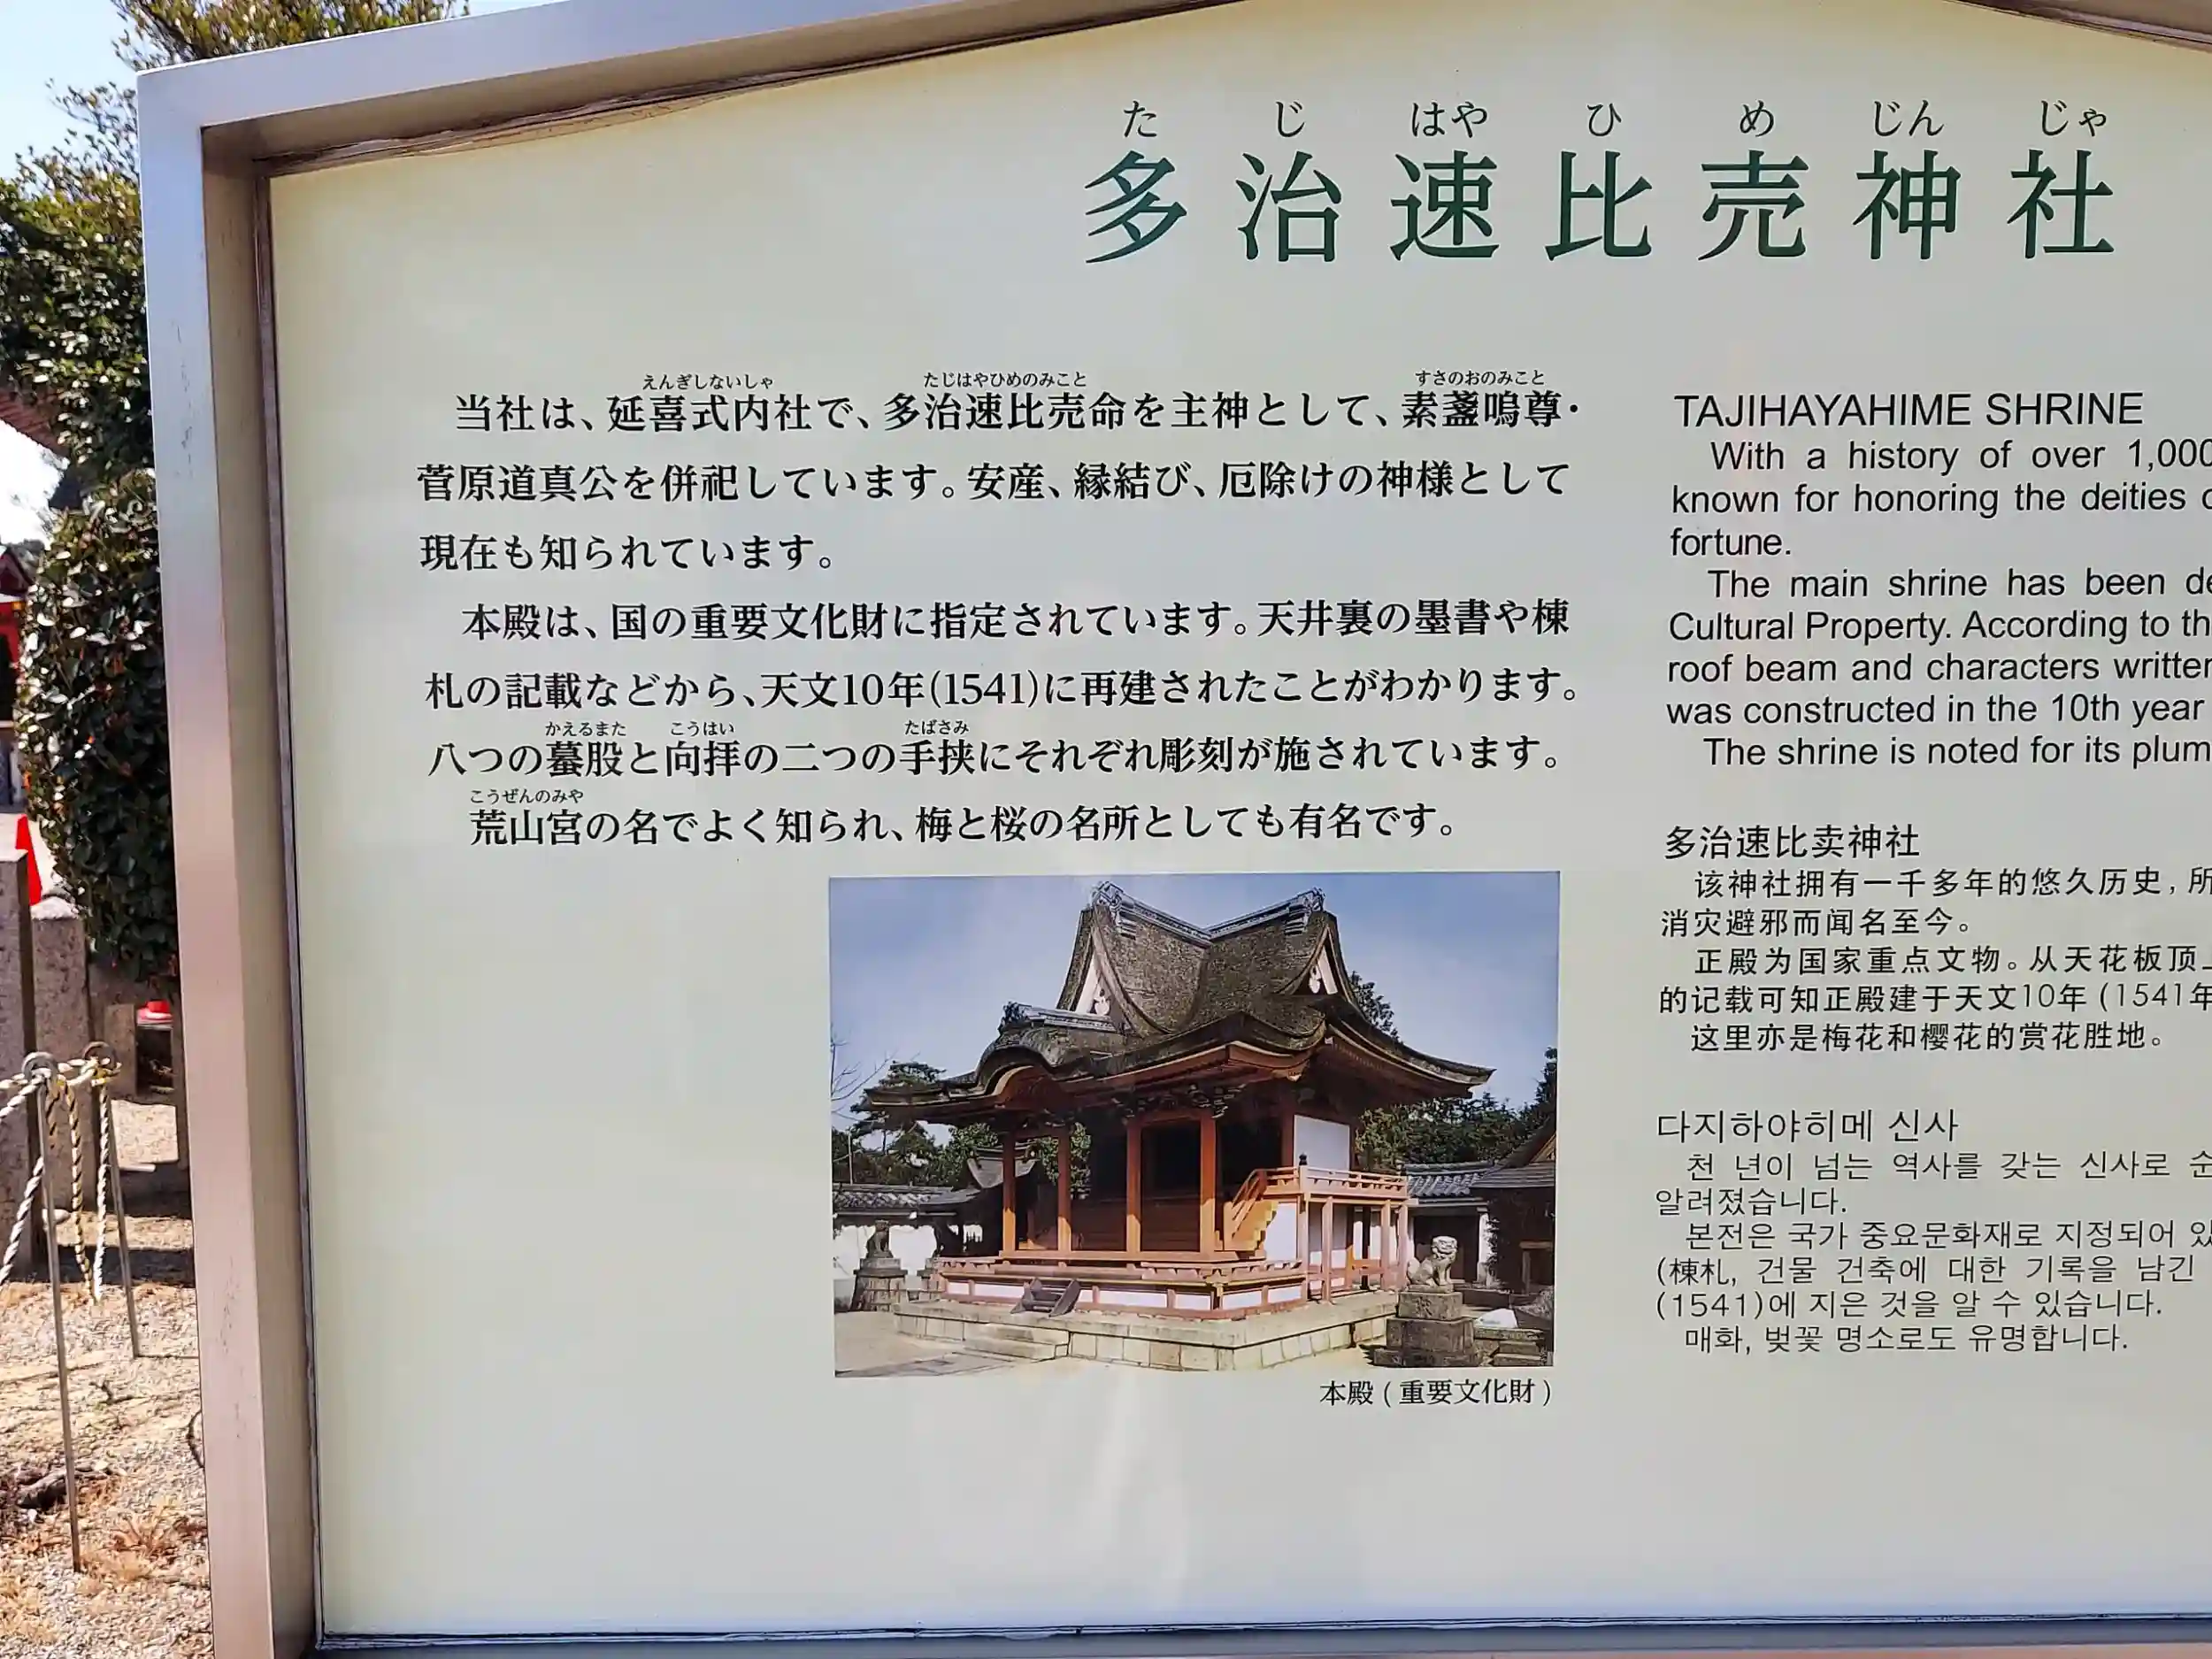 た じ はや ひ め じん じゃ
多治速比売神社
えんぎしないしゃ たじはやひめのみこと すさのおのみこと
当社は、延喜式内社で、多治速比売命を主神として、素盞嗚尊・
菅原道真公を併祀しています。安産、縁結び、厄除けの神様として
現在も知られています。
本殿は、国の重要文化財に指定されています。天井裏の墨書や棟
札の記載などから、天文10年(1541)に再建されたことがわかります。
かえるまた こうはい たばさみ
八つの蟇股と向拝の二つの手挟にそれぞれ彫刻が施されています。
こうぜんのみや
荒山宮の名でよく知られ、梅と桜の名所としても有名です。
本殿(重要文化財)
TAJIHAYAHIME SHRINE
With a history of over 1,000
known for honoring the deities
fortune.
The main shrine has been
Cultural Property. According to
roof beam and characters
was constructed in the 10th year
The shrine is noted for its plum
多治速比卖神社
该神社拥有一千多年的悠久历史,所
消灾避邪而闻名至今。
正殿为国家重点文物。从天花板顶
的记载可知正殿建于天文10年(1541年
这里亦是梅花和樱花的赏花胜地。
다지하야히메 신사
천 년이 넘는 역사를 갖는 신사로
알려졌습니다.
본전은 국가 중요문화재로 지정되어
(棟札, 건물 건축에 대한 기록을 남긴
(1541)에 지은 것을 알 수 있습니다.
매화, 벚꽃 명소로도 유명합니다.